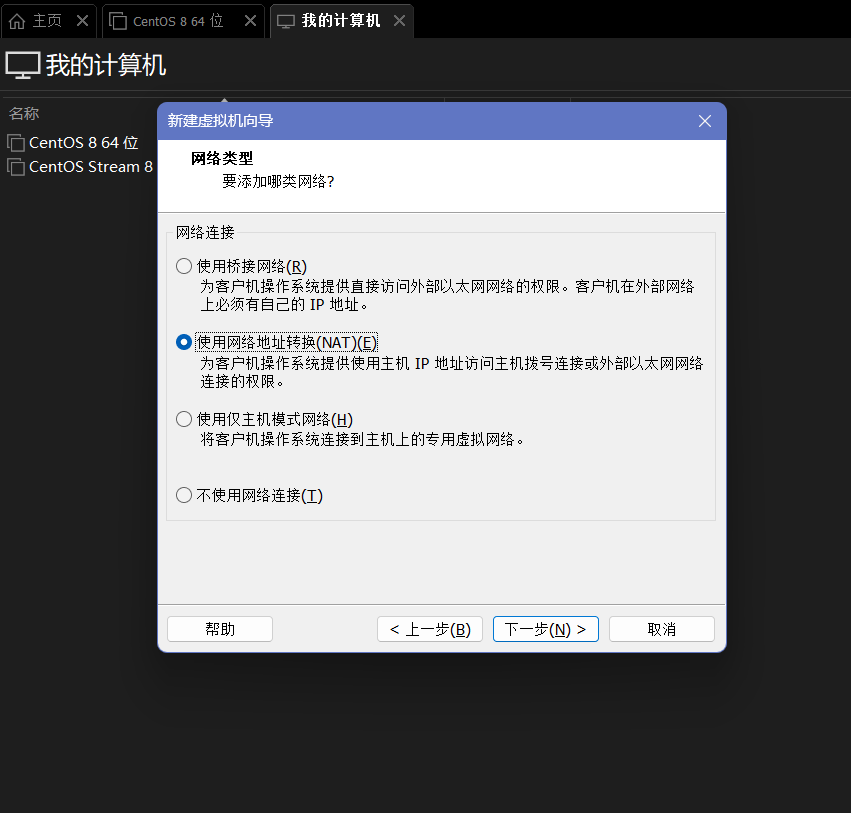 主页
CentOS 8 64 位
我的计算机
我的计算机
名称
CentOS 8 64 位
CentOS Stream 8
新建虚拟机向导
网络类型
要添加哪类网络?
网络连接
使用桥接网络(R)
为客户机操作系统提供直接访问外部以太网网络的权限。客户机在外部网络
上必须有自己的 IP 地址。
使用网络地址转换(NAT)(E)
为客户机操作系统提供使用主机 IP 地址访问主机拨号连接或外部以太网网络
连接的权限。
使用仅主机模式网络(H)
将客户机操作系统连接到主机上的专用虚拟网络。
不使用网络连接(T)
帮助
< 上一步(B)
下一步(N) >
取消